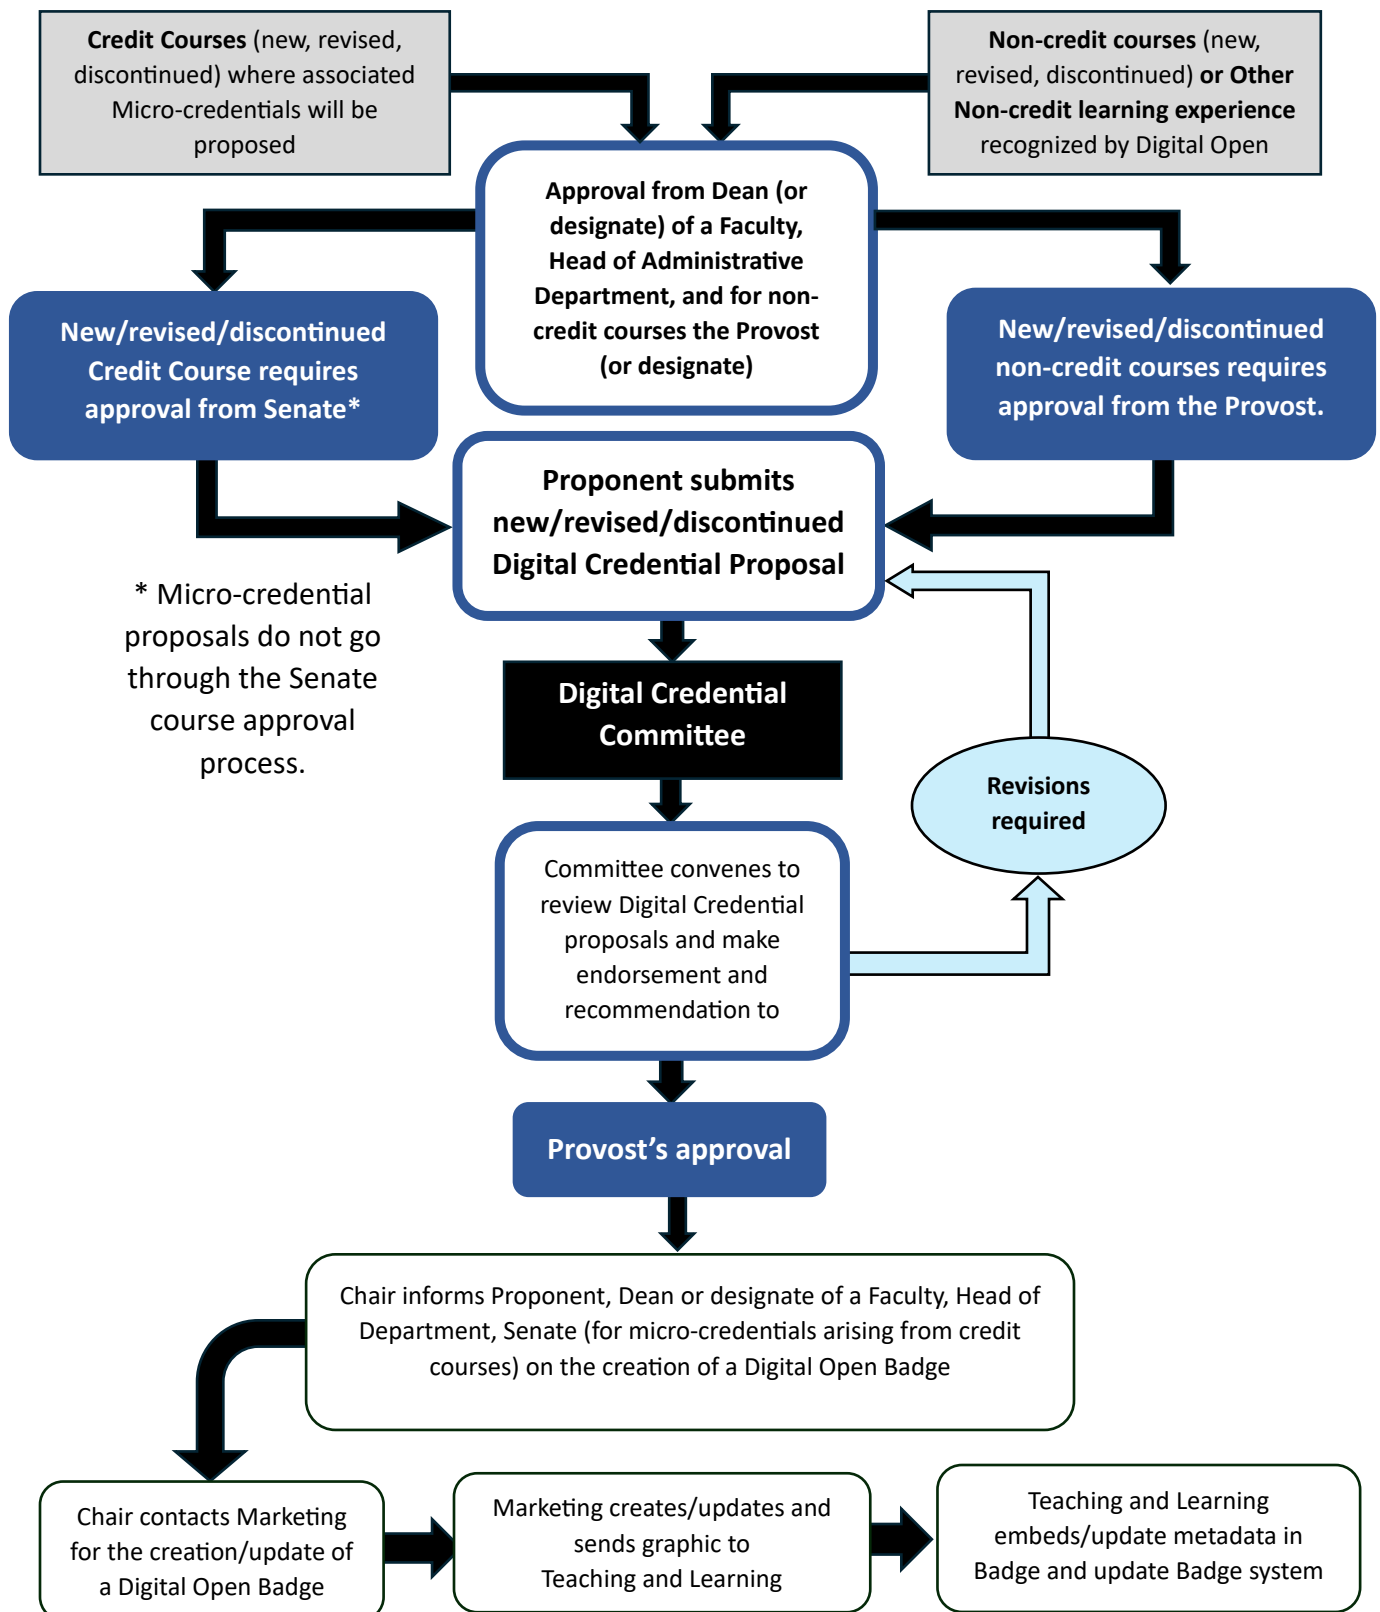 Credit Courses (new, revised,
discontinued) where associated
Micro-credentials will be
proposed
Non-credit courses (new,
revised, discontinued) or Other
Non-credit learning experience
recognized by Digital Open
Approval from Dean (or
designate) of a Faculty,
Head of Administrative
Department, and for non-
credit courses the Provost
(or designate)
New/revised/discontinued
Credit Course requires
approval from Senate*
New/revised/discontinued
non-credit courses requires
approval from the Provost.
Proponent submits
new/revised/discontinued
Digital Credential Proposal
* Micro-credential
proposals do not go
through the Senate
course approval
process.
Digital Credential
Committee
Revisions
required
Committee convenes to
review Digital Credential
proposals and make
endorsement and
recommendation to
Provost’s approval
Chair informs Proponent, Dean or designate of a Faculty, Head of
Department, Senate (for micro-credentials arising from credit
courses) on the creation of a Digital Open Badge
Chair contacts Marketing
for the creation/update of
a Digital Open Badge
Marketing creates/updates and
sends graphic to
Teaching and Learning
Teaching and Learning
embeds/update metadata in
Badge and update Badge system